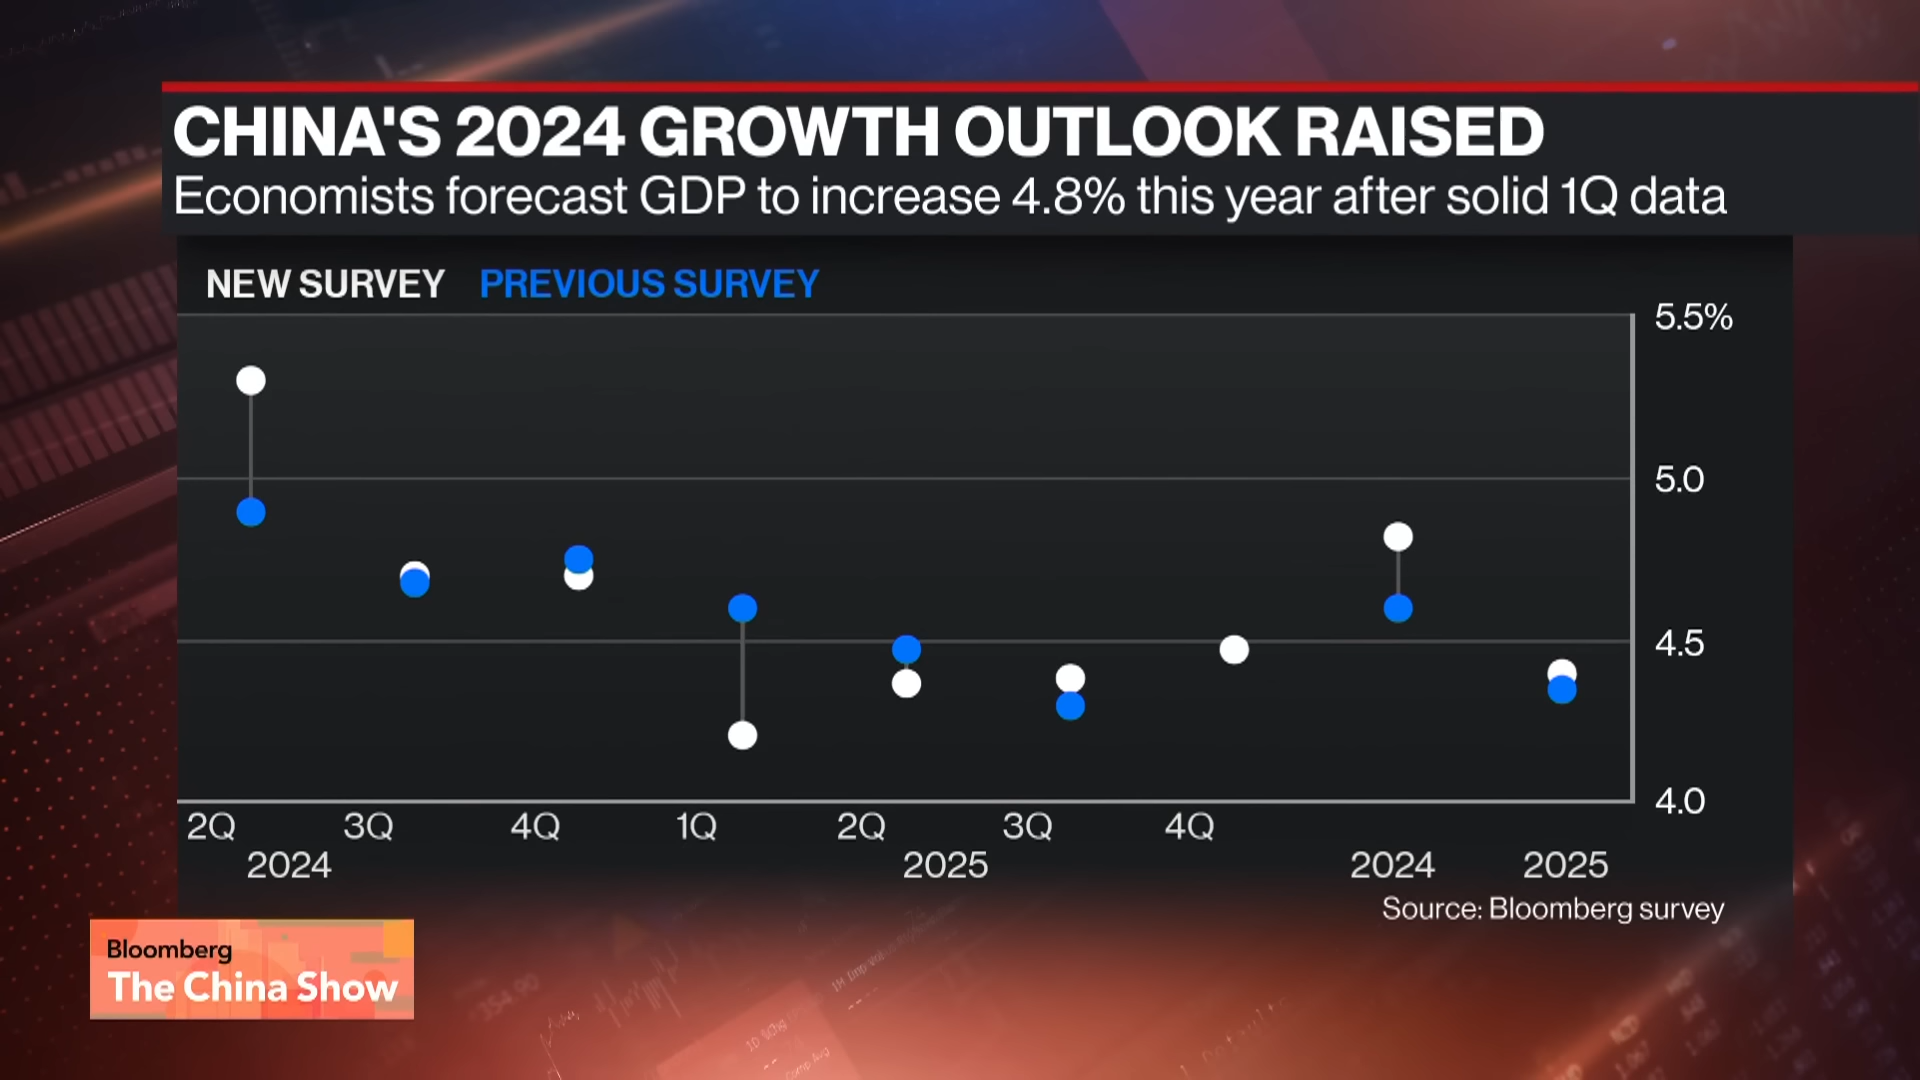 CHINA'S 2024 GROWTH OUTLOOK RAISED
Economists forecast GDP to increase 4.8% this year after solid 1Q data
NEW SURVEY PREVIOUS SURVEY
5.5%
5.0
4.5
4.0
2Q 3Q 4Q 1Q 2Q 3Q 4Q
2024 2025 2024 2025
Source: Bloomberg survey
Bloomberg
The China Show